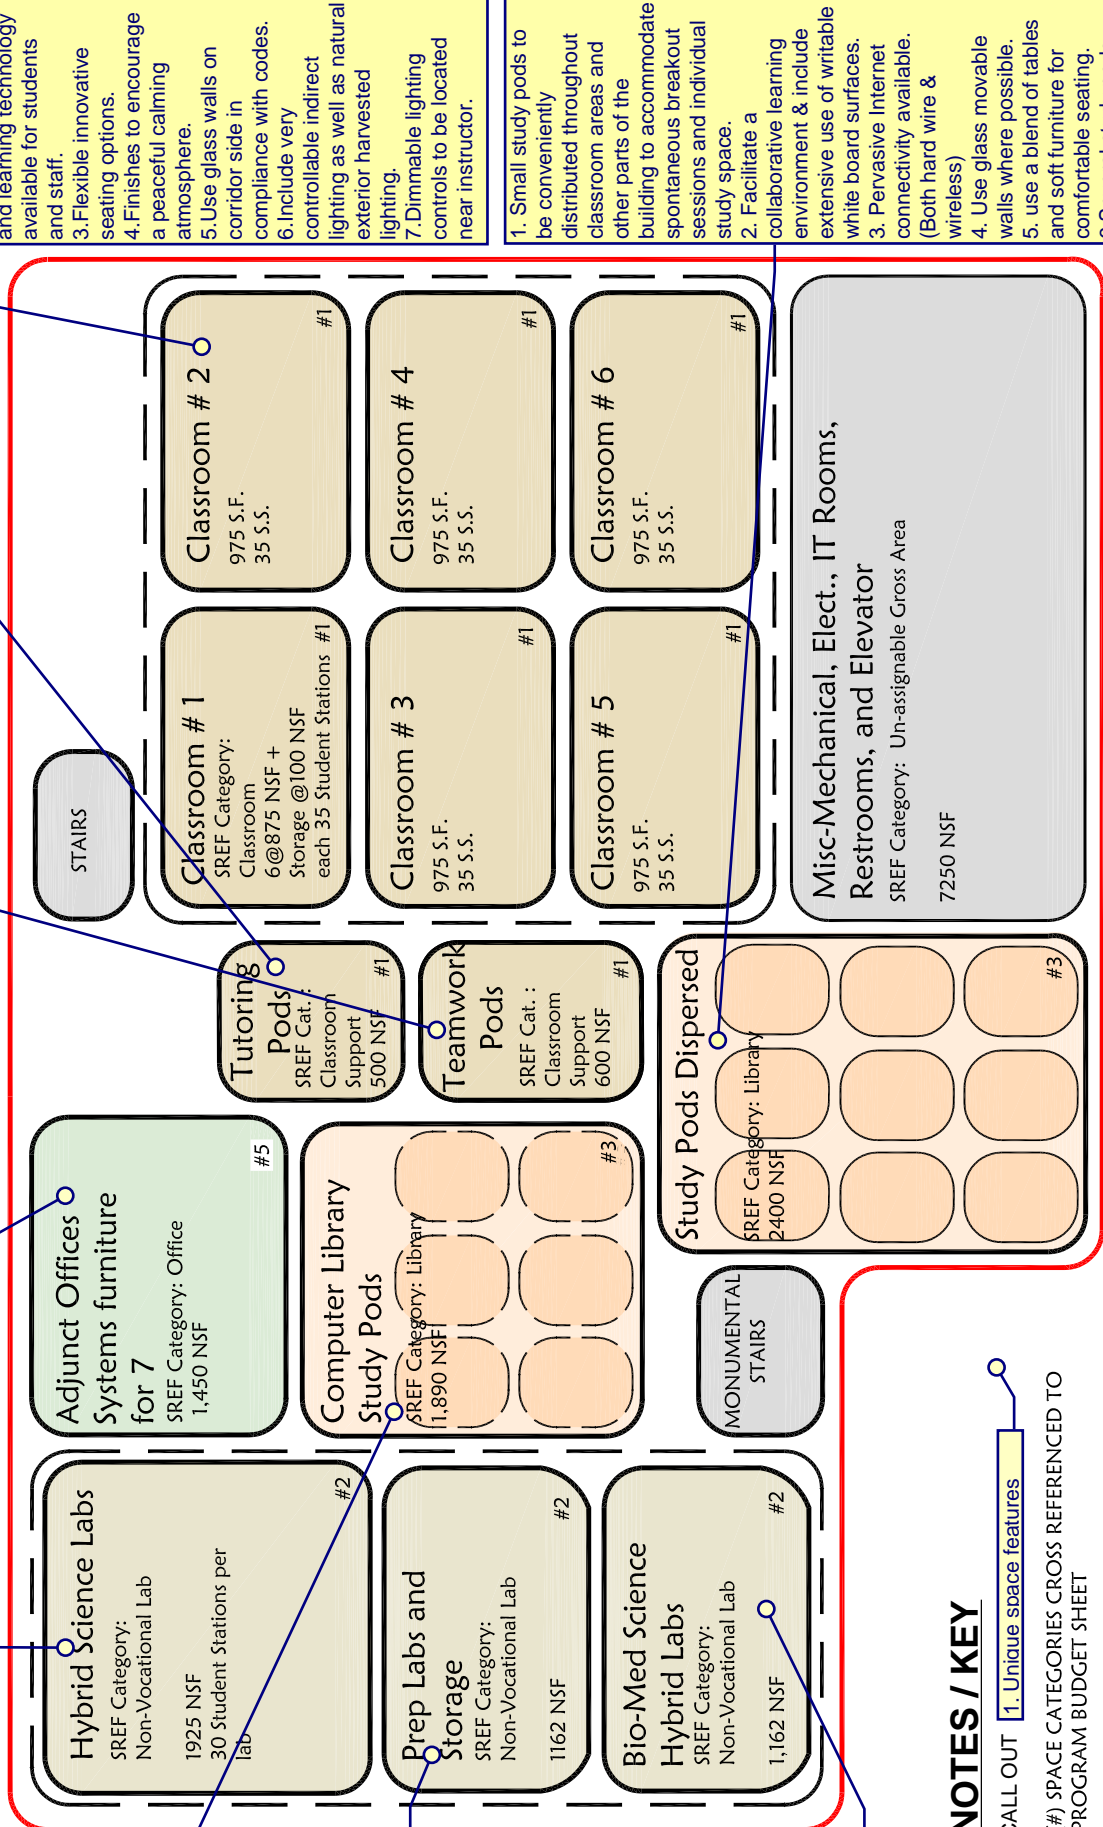 Hybrid Science Labs
SREF Category:
Non-Vocational Lab
1925 NSF
30 Student Stations per
lab
#2
Prep Labs and
Storage
SREF Category:
Non-Vocational Lab
1162 NSF
#2
Bio-Med Science
Hybrid Labs
SREF Category:
Non-Vocational Lab
1,162 NSF
#2
Adjunct Offices
Systems furniture
for 7
SREF Category: Office
1,450 NSF
#5
Computer Library
Study Pods
SREF Category: Library
1,890 NSF
#3
MONUMENTAL
STAIRS
Tutoring
Pods
SREF Cat. :
Classroom
Support
500 NSF
#1
Teamwork
Pods
SREF Cat. :
Classroom
Support
600 NSF
#1
Study Pods Dispersed
SREF Category: Library
2400 NSF
#3
STAIRS
Classroom # 1
SREF Category:
Classroom
6@875 NSF +
Storage @100 NSF
each 35 Student Stations
#1
Classroom # 2
975 S.F.
35 S.S.
#1
Classroom # 3
975 S.F.
35 S.S.
#1
Classroom # 4
975 S.F.
35 S.S.
#1
Classroom # 5
975 S.F.
35 S.S.
#1
Classroom # 6
975 S.F.
35 S.S.
#1
Misc-Mechanical, Elect., IT Rooms,
Restrooms, and Elevator
SREF Category: Un-assignable Gross Area
7250 NSF
and learning technology
available for students
and staff.
3.Flexible innovative
seating options.
4.Finishes to encourage
a peaceful calming
atmosphere.
5.Use glass walls on
corridor side in
compliance with codes.
6.Include very
controllable indirect
lighting as well as natural
exterior harvested
lighting.
7.Dimmable lighting
controls to be located
near instructor.
1. Small study pods to
be conveniently
distributed throughout
classroom areas and
other parts of the
building to accommodate
spontaneous breakout
sessions and individual
study space.
2. Facilitate a
collaborative learning
environment & include
extensive use of writable
white board surfaces.
3. Pervasive Internet
connectivity available.
(Both hard wire &
wireless)
4. Use glass movable
walls where possible.
5. use a blend of tables
and soft furniture for
comfortable seating.
NOTES / KEY
CALL OUT
1. Unique space features
#) SPACE CATEGORIES CROSS REFERENCED TO
PROGRAM BUDGET SHEET